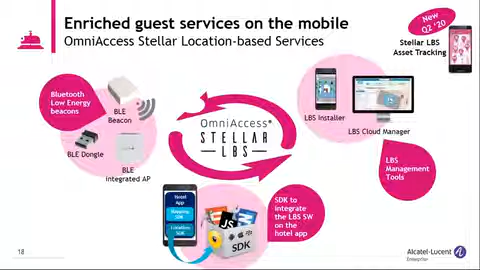 Enriched guest services on the mobile
OmniAccess Stellar Location-based Services
New
Q2 '20
Stellar LBS
Asset Tracking
Bluetooth
Low Energy
beacons
BLE
Beacon
BLE Dongle
BLE
integrated AP
OmniAccess®
STELLAR
LBS
LBS Installer
LBS Cloud Manager
LBS
Management
Tools
Hotel
App
Mapping
SDK
Location
SDK
JS
SDK
SDK to
integrate
the LBS SW
on the
hotel app
18
Alcatel-Lucent
Enterprise